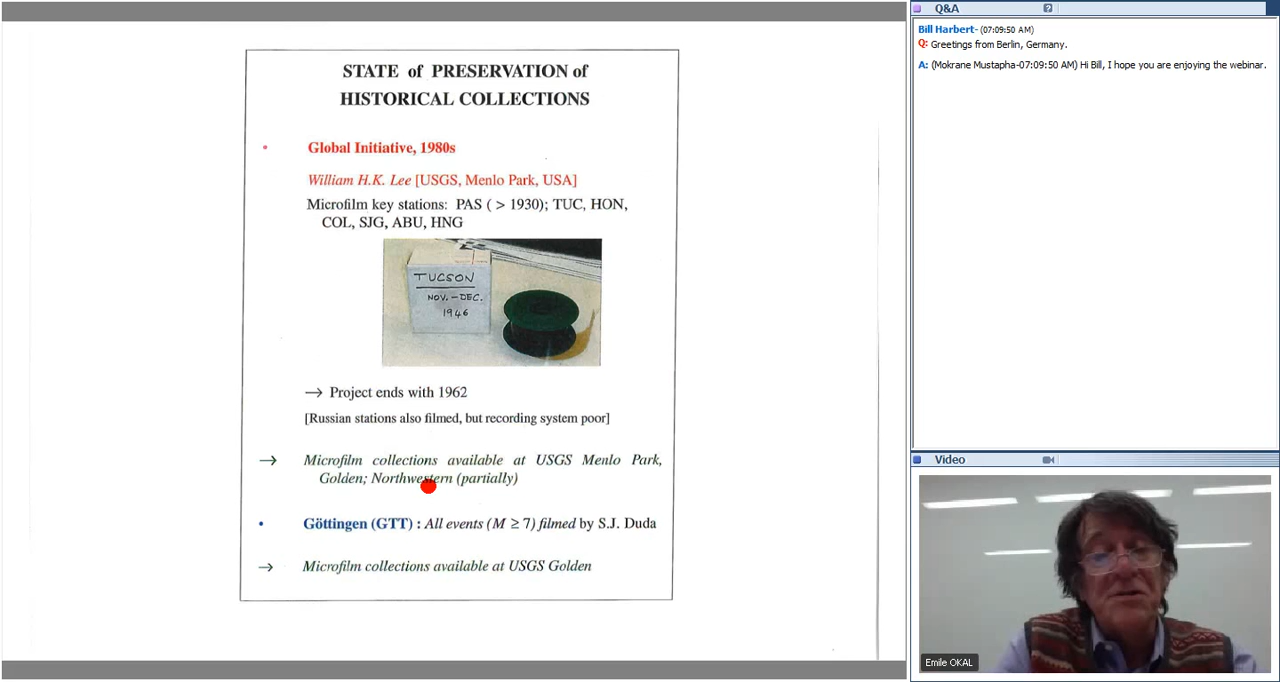 STATE of PRESERVATION of
HISTORICAL COLLECTIONS
• Global Initiative, 1980s
William H.K. Lee [USGS, Menlo Park, USA]
Microfilm key stations: PAS ( > 1930); TUC, HON,
COL, SJG, ABU, HNG
TUCSON
NOV. - DEC.
1946
→ Project ends with 1962
[Russian stations also filmed, but recording system poor]
→ Microfilm collections available at USGS Menlo Park,
Golden; Northwestern (partially)
• Göttingen (GTT) : All events (M ≥ 7) filmed by S.J. Duda
→ Microfilm collections available at USGS Golden
Q&A
?
Bill Harbert- (07:09:50 AM)
Q: Greetings from Berlin, Germany.
A: (Mokrane Mustapha-07:09:50 AM) Hi Bill, I hope you are enjoying the webinar.
Video
Emile OKAL